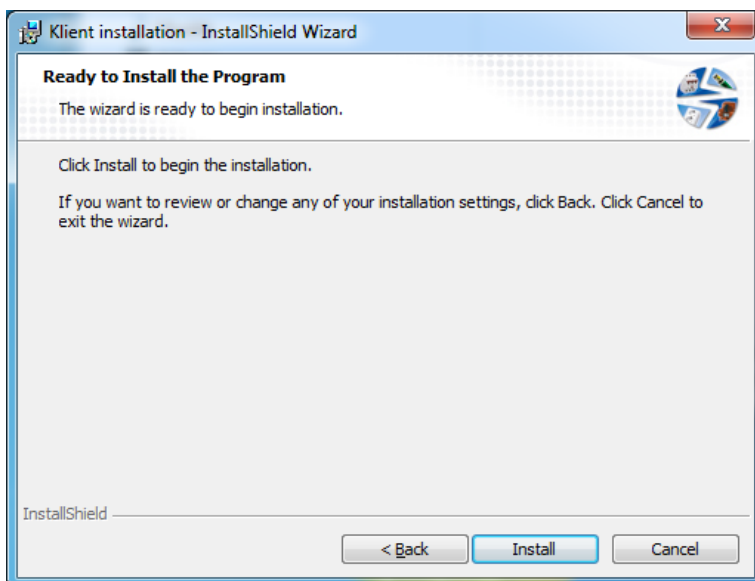 Klient installation - InstallShield Wizard
Ready to Install the Program
The wizard is ready to begin installation.
Click Install to begin the installation.
If you want to review or change any of your installation settings, click Back. Click Cancel to
exit the wizard.
InstallShield
< Back Install Cancel